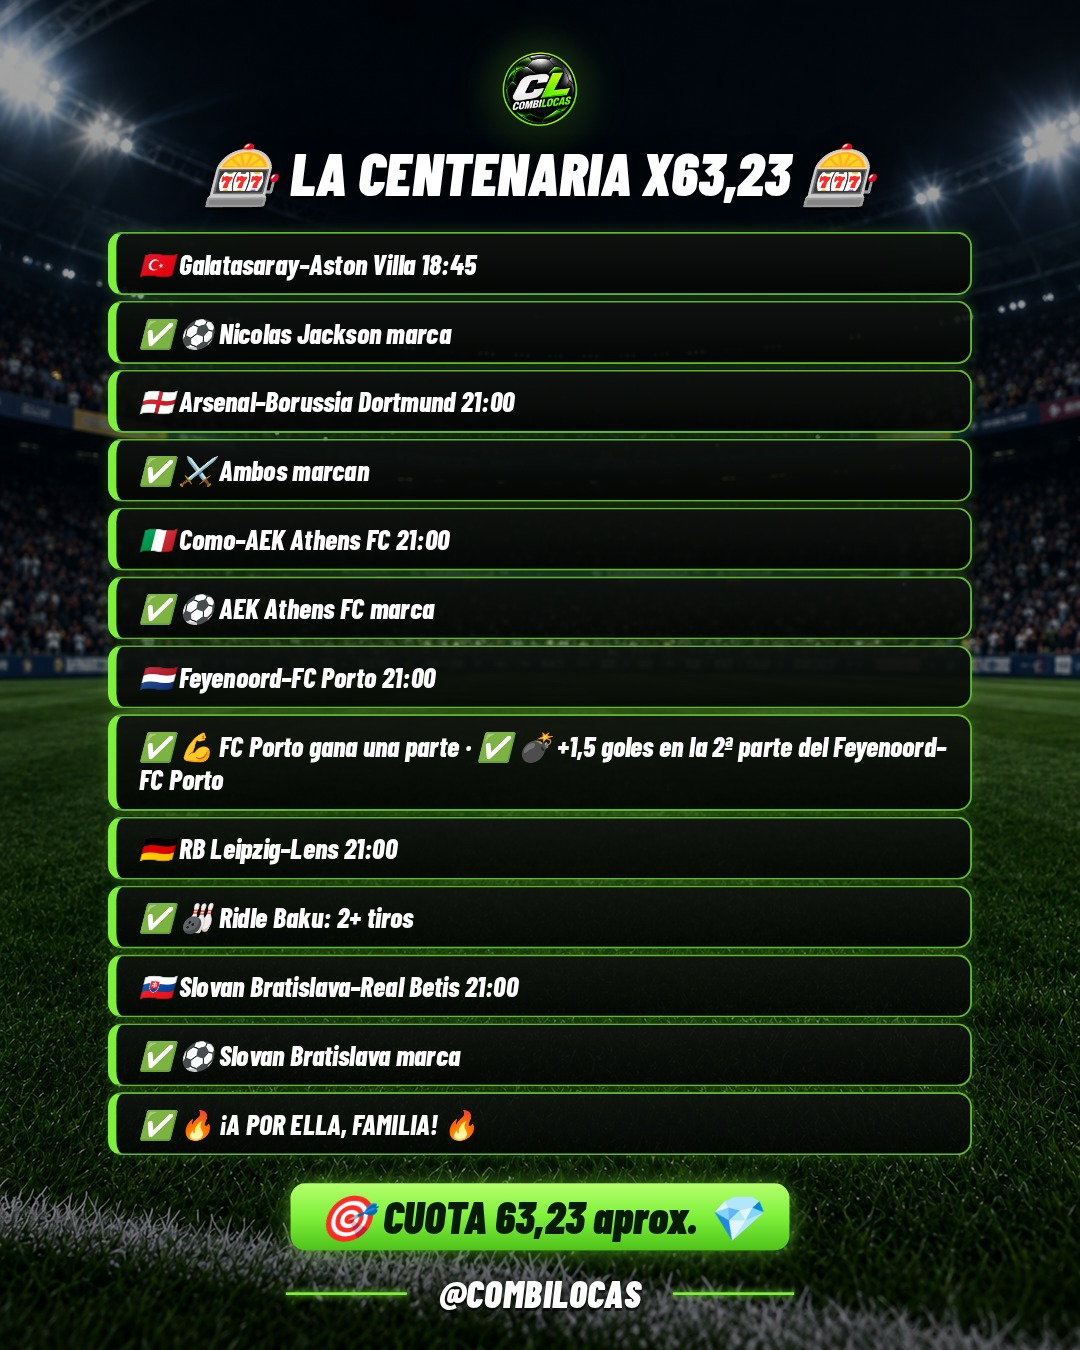 CL
COMBILOCAS
🎰 LA CENTENARIA X63,23 🎰
🇹🇷 Galatasaray-Aston Villa 18:45
✅ ⚽ Nicolas Jackson marca
🏴󠁧󠁢󠁥󠁮󠁧󠁿 Arsenal-Borussia Dortmund 21:00
✅ ⚔️ Ambos marcan
🇮🇹 Como-AEK Athens FC 21:00
✅ ⚽ AEK Athens FC marca
🇳🇱 Feyenoord-FC Porto 21:00
✅ 💪 FC Porto gana una parte · ✅ 💣 +1,5 goles en la 2ª parte del Feyenoord-
FC Porto
🇩🇪 RB Leipzig-Lens 21:00
✅ 🎳 Ridle Baku: 2+ tiros
🇸🇰 Slovan Bratislava-Real Betis 21:00
✅ ⚽ Slovan Bratislava marca
✅ 🔥 ¡A POR ELLA, FAMILIA! 🔥
🎯 CUOTA 63,23 aprox. 💎
@COMBILOCAS